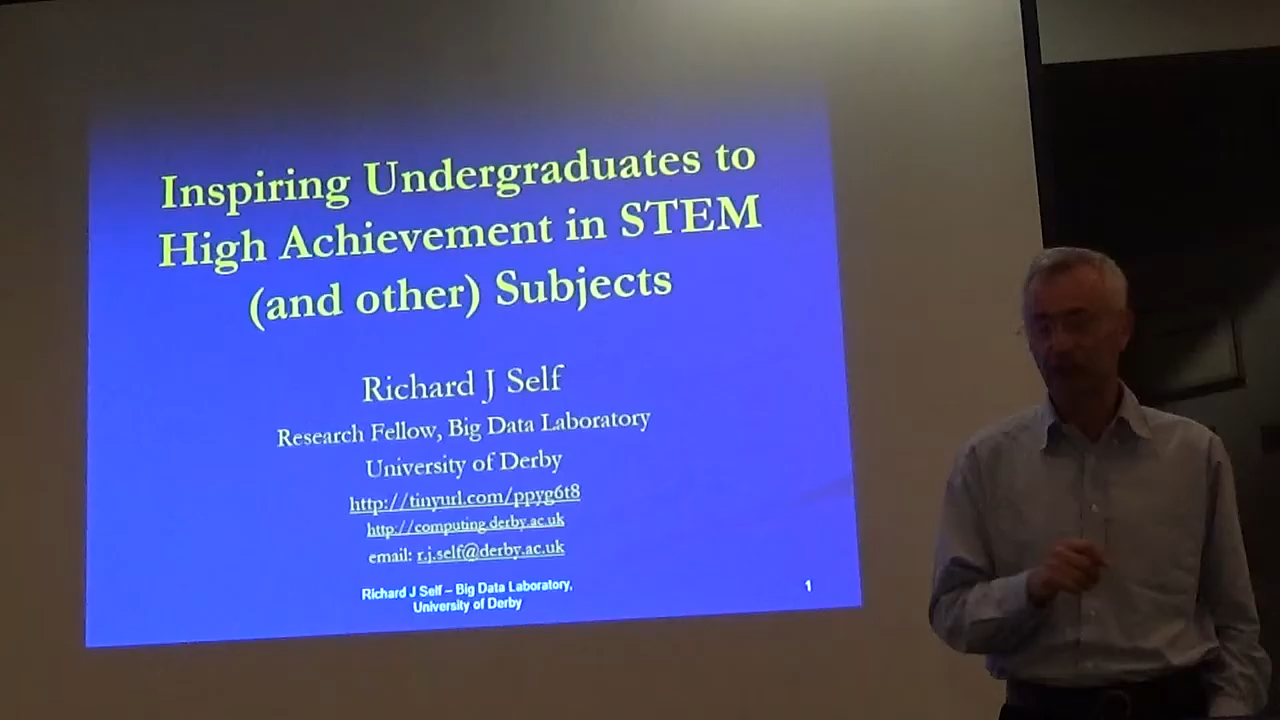 Inspiring Undergraduates to
High Achievement in STEM
(and other) Subjects
Richard J Self
Research Fellow, Big Data Laboratory
University of Derby
http://tinyurl.com/ppyg6t8
http://computing.derby.ac.uk
email: r.j.self@derby.ac.uk
Richard J Self – Big Data Laboratory,
University of Derby
1